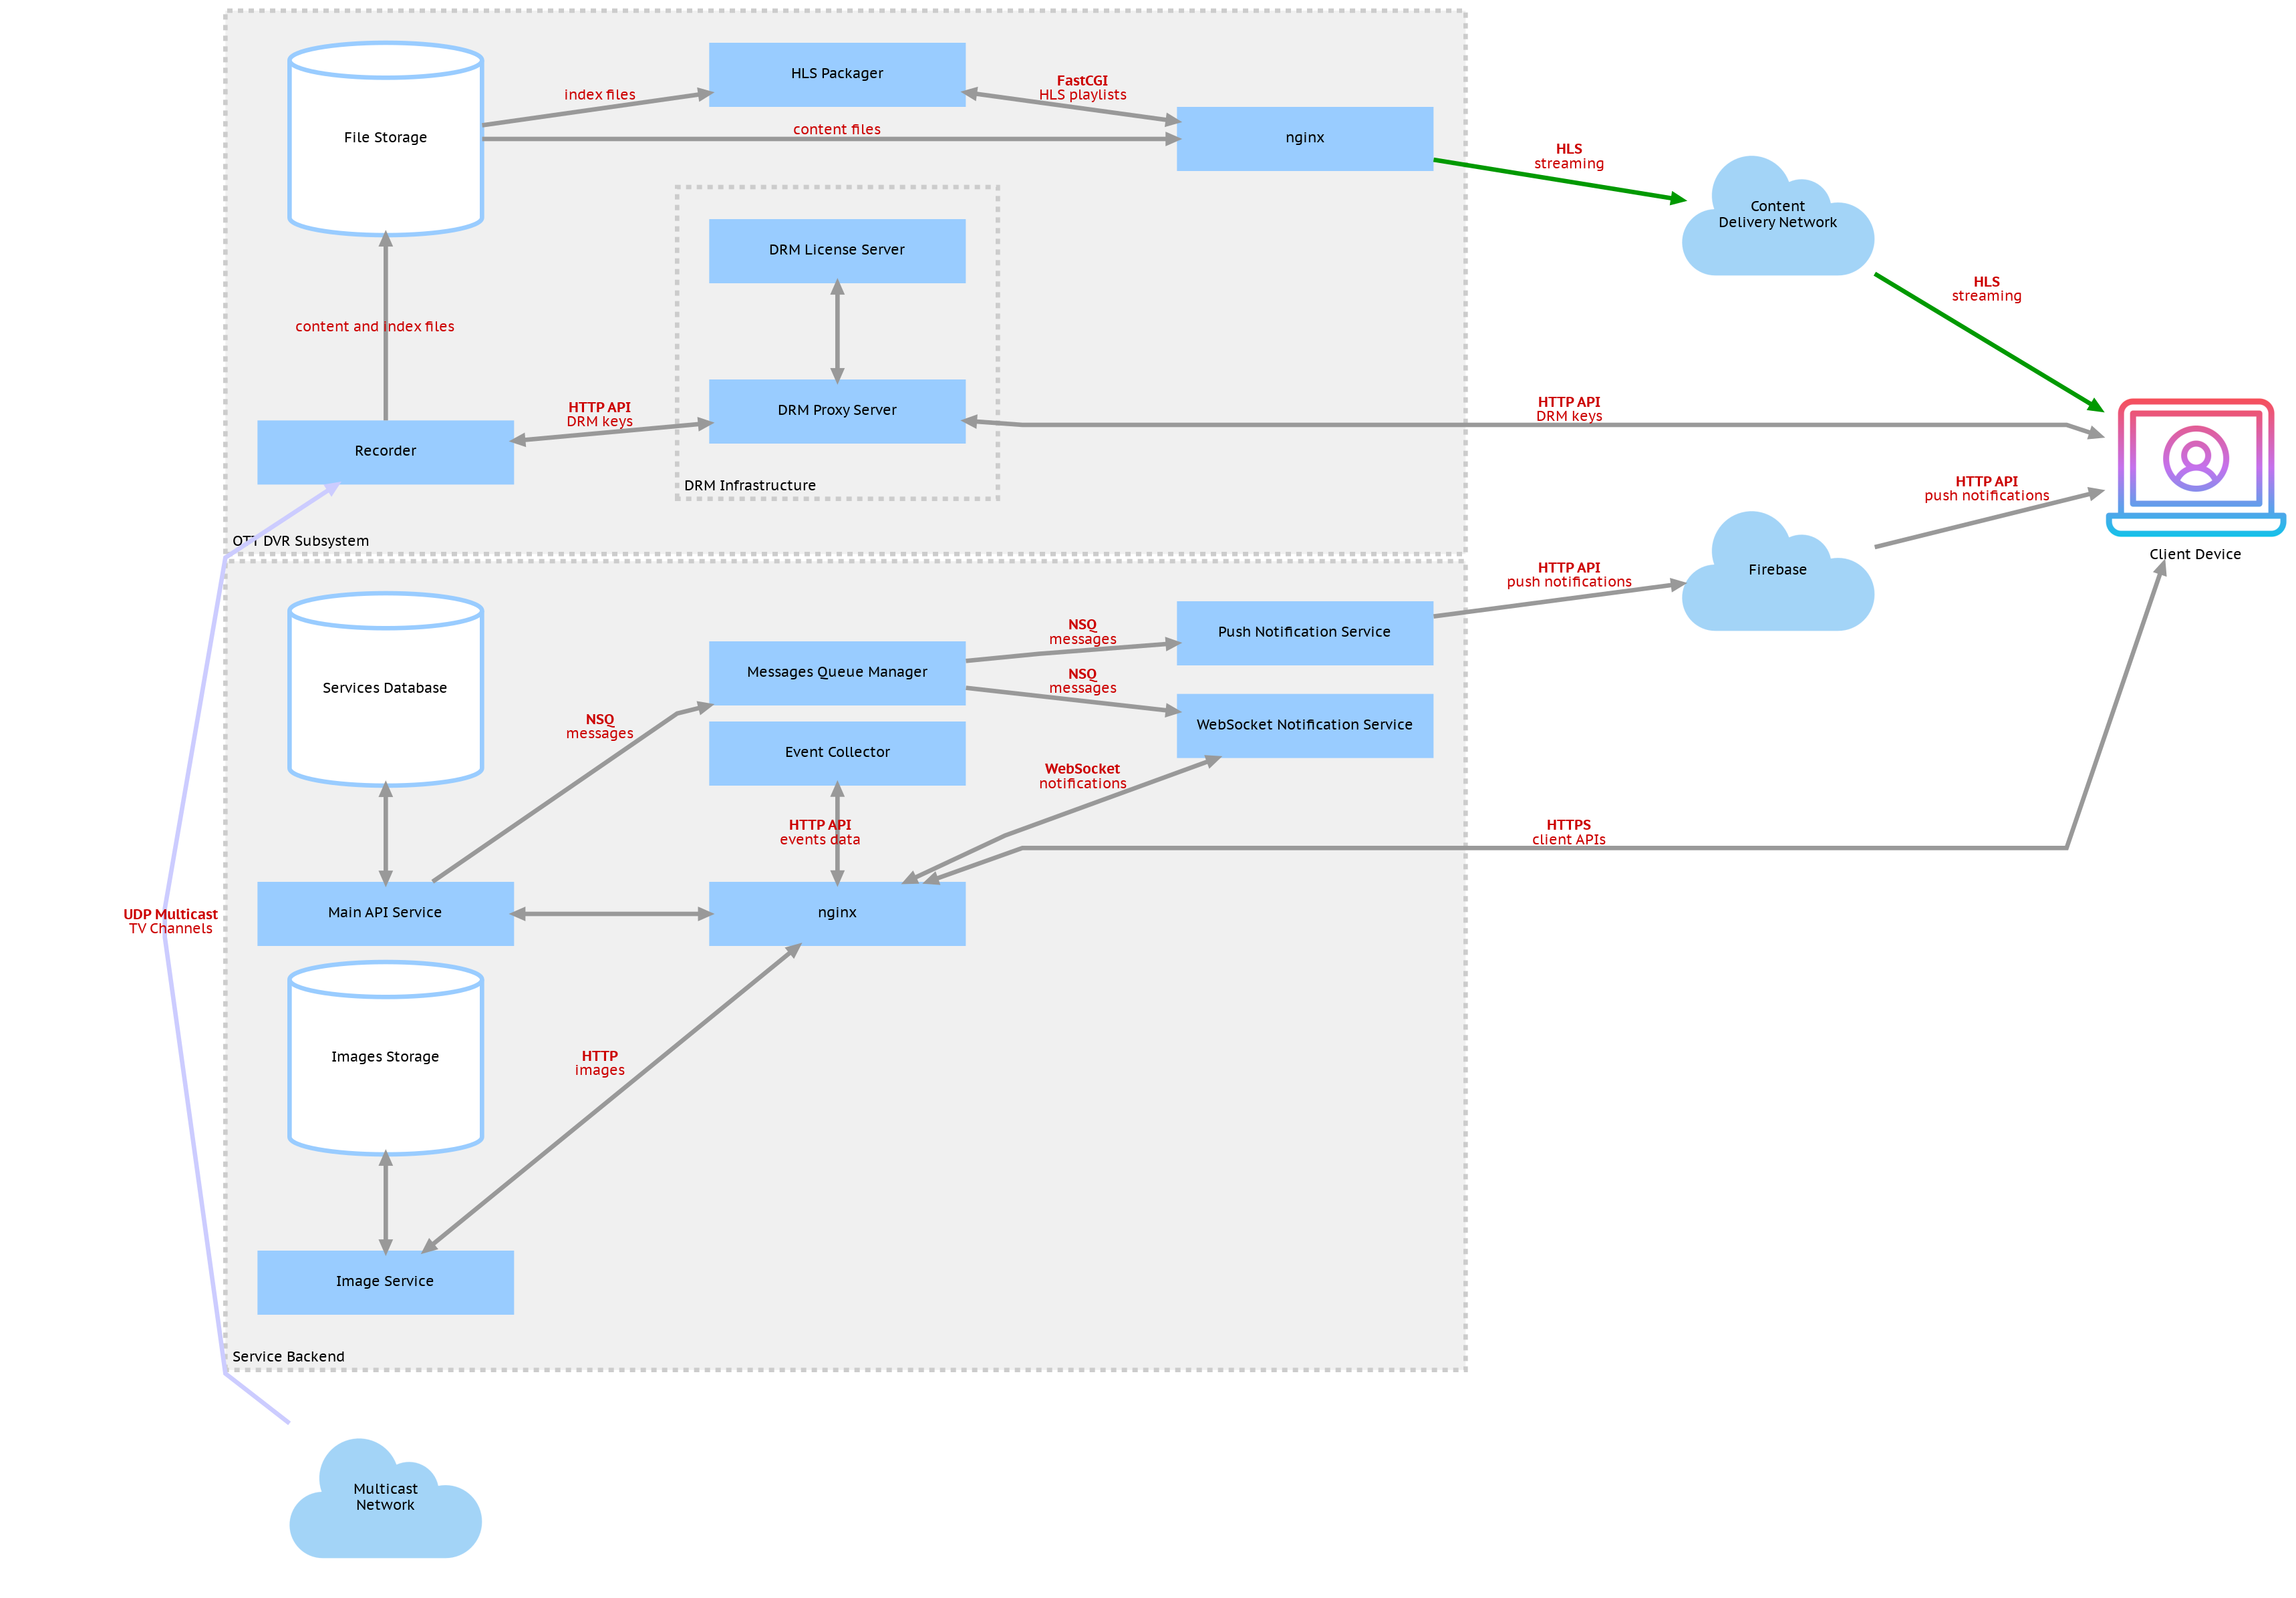 HLS Packager
FastCGI
HLS playlists
index files
File Storage
content files
nginx
HLS
streaming
Content
Delivery Network
DRM License Server
HLS
streaming
content and index files
HTTP API
DRM keys
DRM Proxy Server
HTTP API
DRM keys
Recorder
DRM Infrastructure
HTTP API
push notifications
OTT DVR Subsystem
Client Device
HTTP API
push notifications
Firebase
NSQ
messages
Push Notification Service
Messages Queue Manager
Services Database
NSQ
messages
NSQ
messages
WebSocket Notification Service
Event Collector
WebSocket
notifications
HTTP API
events data
HTTPS
client APIs
UDP Multicast
TV Channels
Main API Service
nginx
Images Storage
HTTP
images
Image Service
Service Backend
Multicast
Network